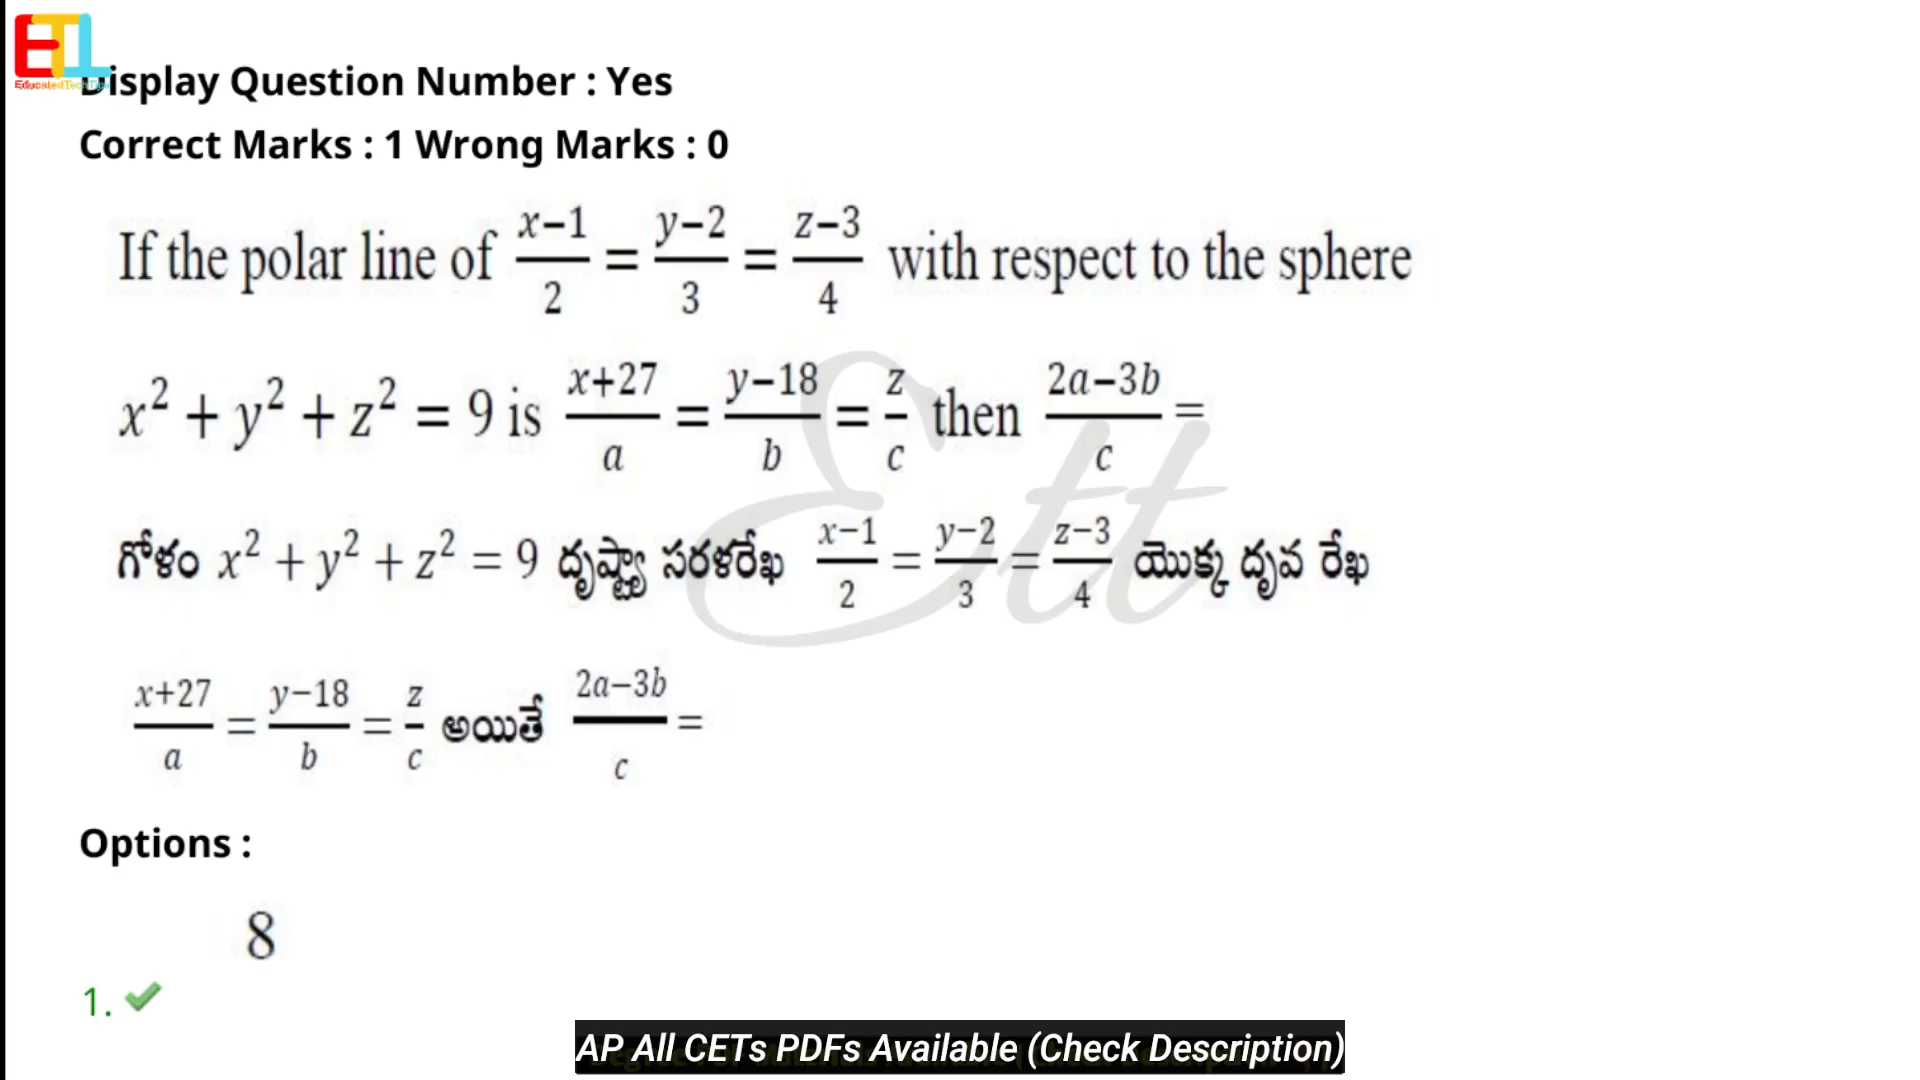 ETL
EducatedTechTelu
Display Question Number : Yes
Correct Marks : 1 Wrong Marks : 0
If the polar line of (x−1)/2 = (y−2)/3 = (z−3)/4 with respect to the sphere
x² + y² + z² = 9 is (x+27)/a = (y−18)/b = z/c then (2a−3b)/c =
గోళం x² + y² + z² = 9 దృష్ట్యా సరళరేఖ (x−1)/2 = (y−2)/3 = (z−3)/4 యొక్క దృవ రేఖ
(x+27)/a = (y−18)/b = z/c అయితే (2a−3b)/c =
Ett
Options :
8
1.
AP All CETs PDFs Available (Check Description)